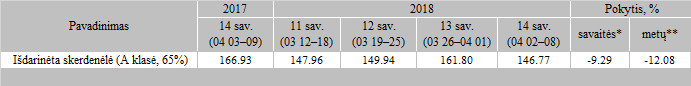 Pavadinimas 2017 2018 Pokytis, %
14 sav. (04 03–09) 11 sav. (03 12–18) 12 sav. (03 19–25) 13 sav. (03 26–04 01) 14 sav. (04 02–08) savaitės* metų**
Išdarinėta skerdenėlė (A klasė, 65%) 166.93 147.96 149.94 161.80 146.77 -9.29 -12.08